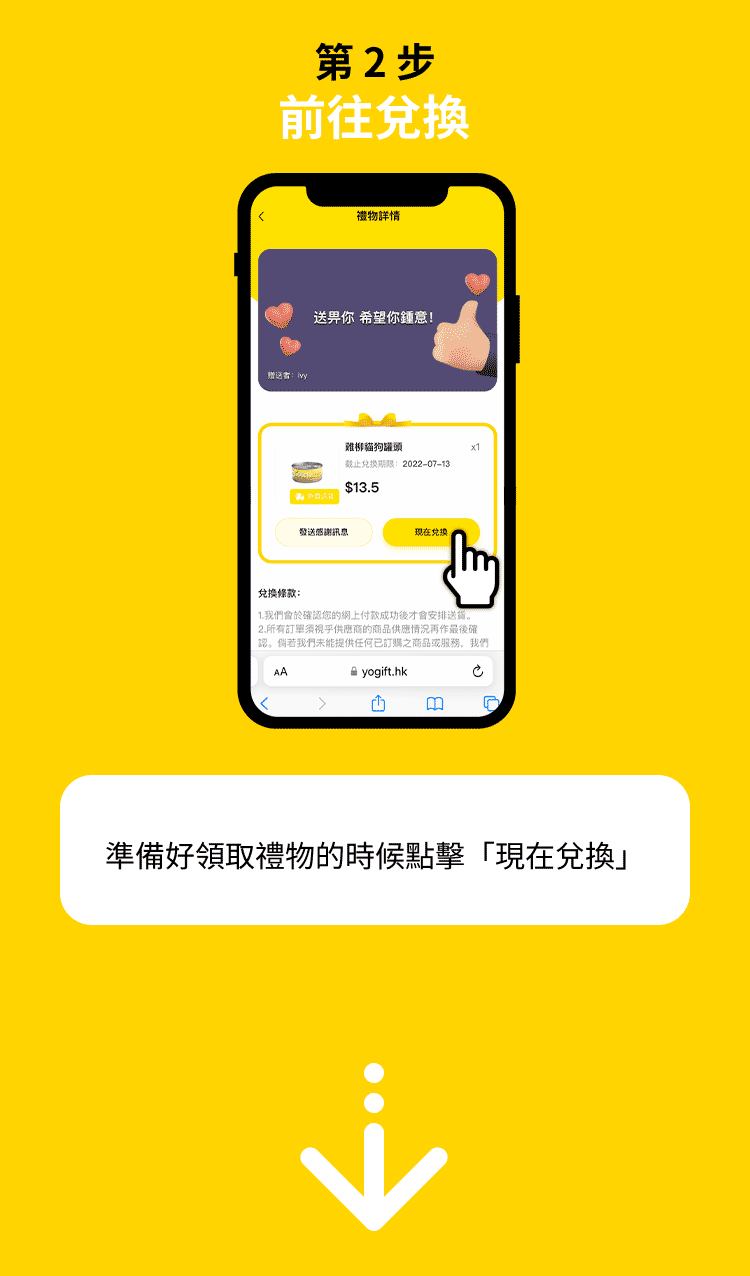 第 2 步
前往兌換
禮物詳情
送畀你 希望你鍾意！
贈送者：Ivy
雞柳貓狗罐頭 x1
截止兌換期限：2022-07-13
$13.5
發送感謝訊息 現在兌換
兌換條款：
1.我們會於確認您的網上付款成功後才會安排送貨。
2.所有訂單須視乎供應商的商品供應情況再作最後確
認。倘若我們未能提供任何已訂購之商品或服務，我們
AA yogift.hk
準備好領取禮物的時候點擊「現在兌換」